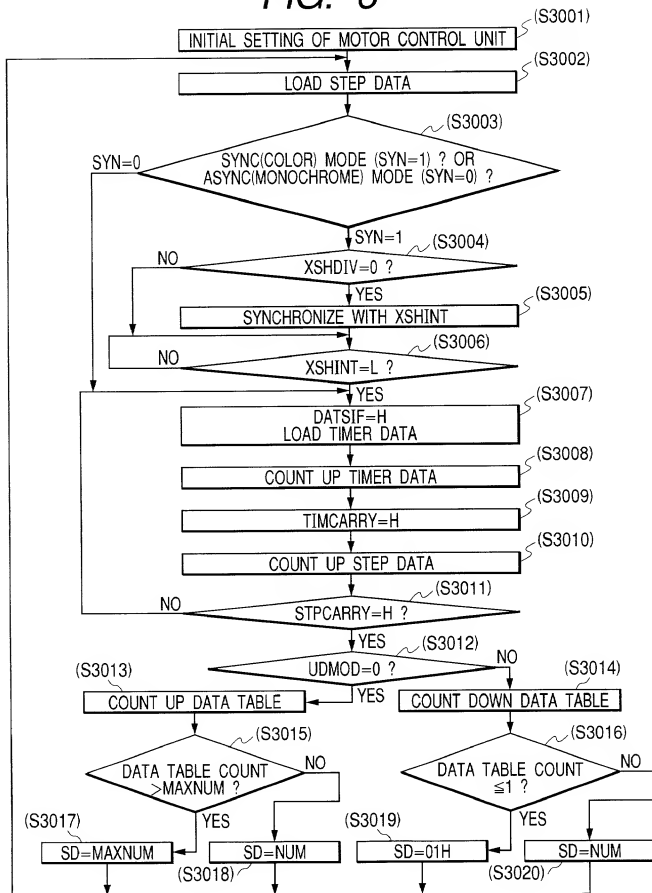 (S3001)
INITIAL SETTING OF MOTOR CONTROL UNIT
(S3002)
LOAD STEP DATA
(S3003)
SYN=0
SYNC(COLOR) MODE (SYN=1) ? OR
ASYNC(MONOCHROME) MODE (SYN=0) ?
SYN=1
(S3004)
NO
XSHDIV=0 ?
YES
(S3005)
SYNCHRONIZE WITH XSHINT
(S3006)
NO
XSHINT=L ?
YES
(S3007)
DATSIF=H
LOAD TIMER DATA
(S3008)
COUNT UP TIMER DATA
(S3009)
TIMCARRY=H
(S3010)
COUNT UP STEP DATA
(S3011)
NO
STPCARRY=H ?
YES
(S3012)
UDMOD=0 ?
NO
YES
(S3013)
COUNT UP DATA TABLE
(S3014)
COUNT DOWN DATA TABLE
(S3015)
DATA TABLE COUNT
>MAXNUM ?
NO
YES
(S3016)
DATA TABLE COUNT
≦1 ?
NO
YES
(S3017)
SD=MAXNUM
SD=NUM
(S3018)
(S3019)
SD=01H
SD=NUM
(S3020)